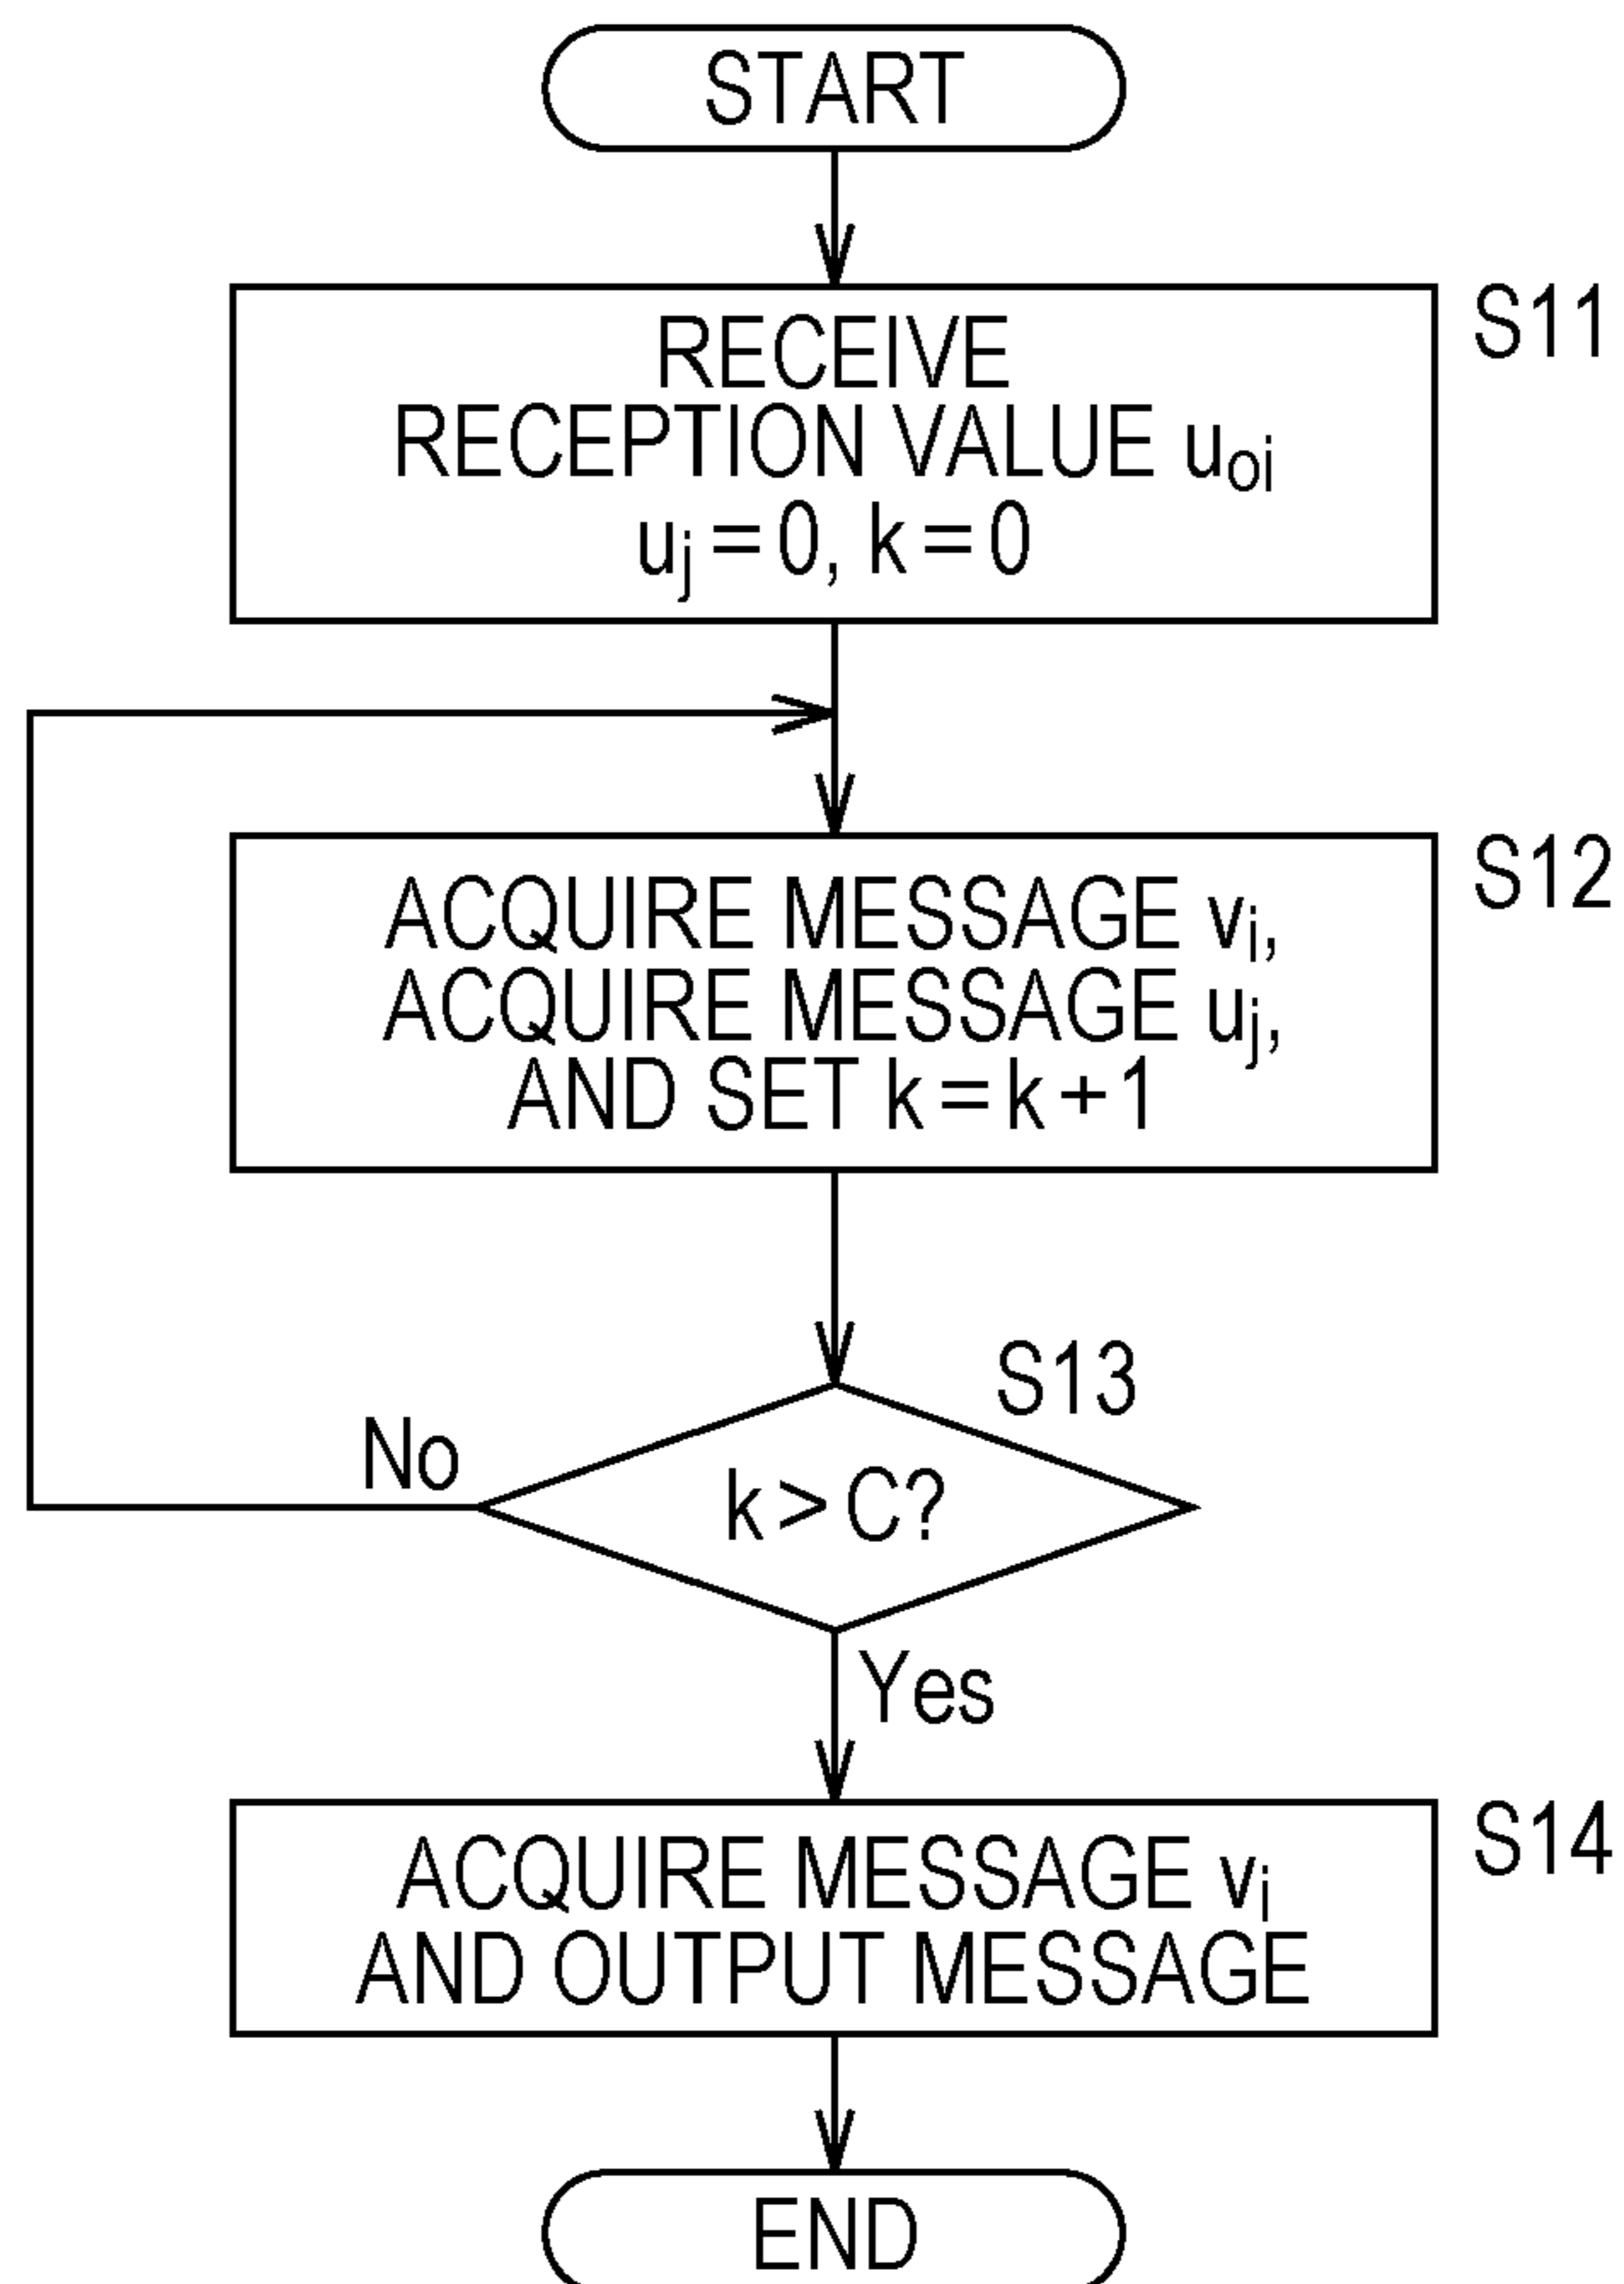 START
S11
RECEIVE
RECEPTION VALUE uoi
uj=0, k=0
S12
ACQUIRE MESSAGE vi,
ACQUIRE MESSAGE uj,
AND SET k=k+1
S13
No
k>C?
Yes
S14
ACQUIRE MESSAGE vi
AND OUTPUT MESSAGE
END